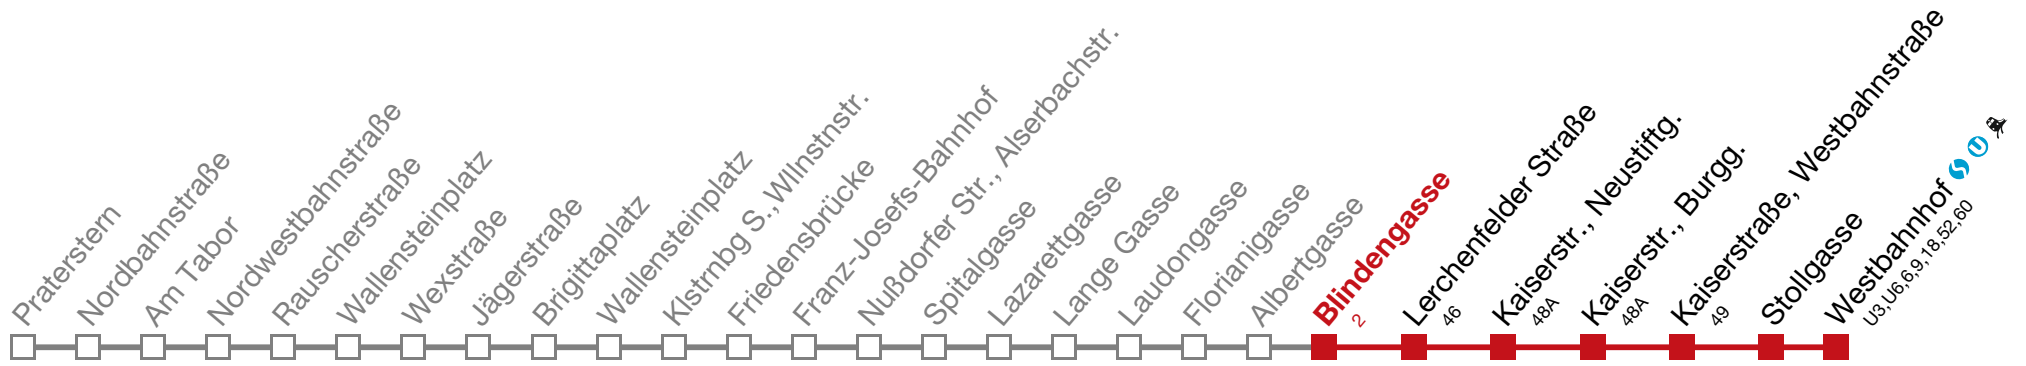 Praterstern
Nordbahnstraße
Am Tabor
Nordwestbahnstraße
Rauscherstraße
Wallensteinplatz
Wexstraße
Jägerstraße
Brigittaplatz
Wallensteinplatz
Klstrnbg S., Wllnstnstr.
Friedensbrücke
Franz-Josefs-Bahnhof
Nußdorfer Str., Alserbachstr.
Spitalgasse
Lazarettgasse
Lange Gasse
Laudongasse
Florianigasse
Albertgasse
Blindengasse
2
Lerchenfelder Straße
46
Kaiserstr., Neustiftg.
48A
Kaiserstr., Burgg.
48A
Kaiserstraße, Westbahnstraße
49
Stollgasse
Westbahnhof S U
U3,U6,6,9,18,52,60